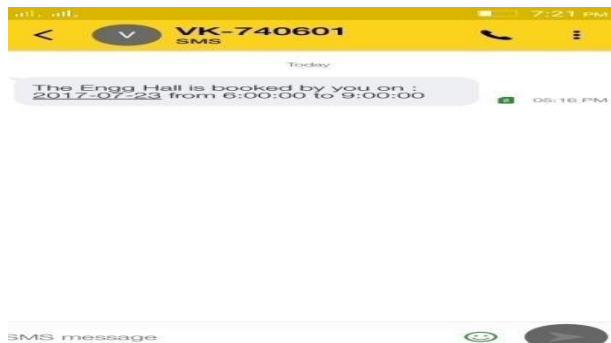 7:21 PM
V
VK-740601
SMS
Today
The Engg Hall is booked by you on :
2017-07-23 from 6:00:00 to 9:00:00
05:16 PM
SMS message